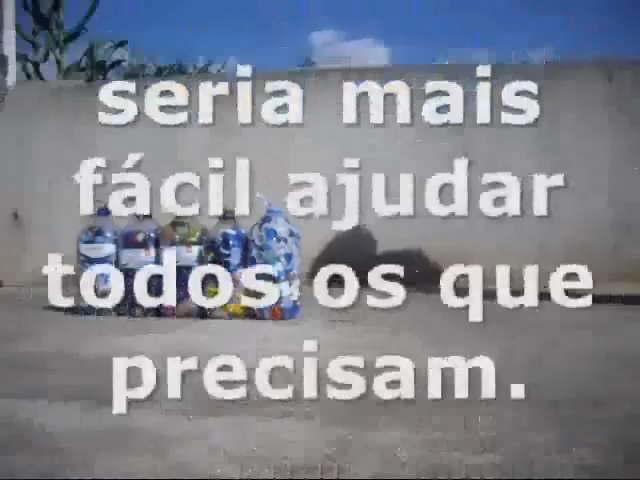 seria mais
fácil ajudar
todos os que
precisam.